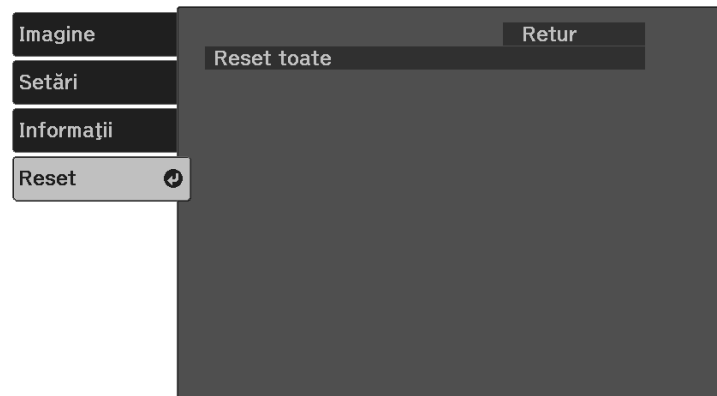 Imagine
Setări
Informaţii
Reset
Retur
Reset toate